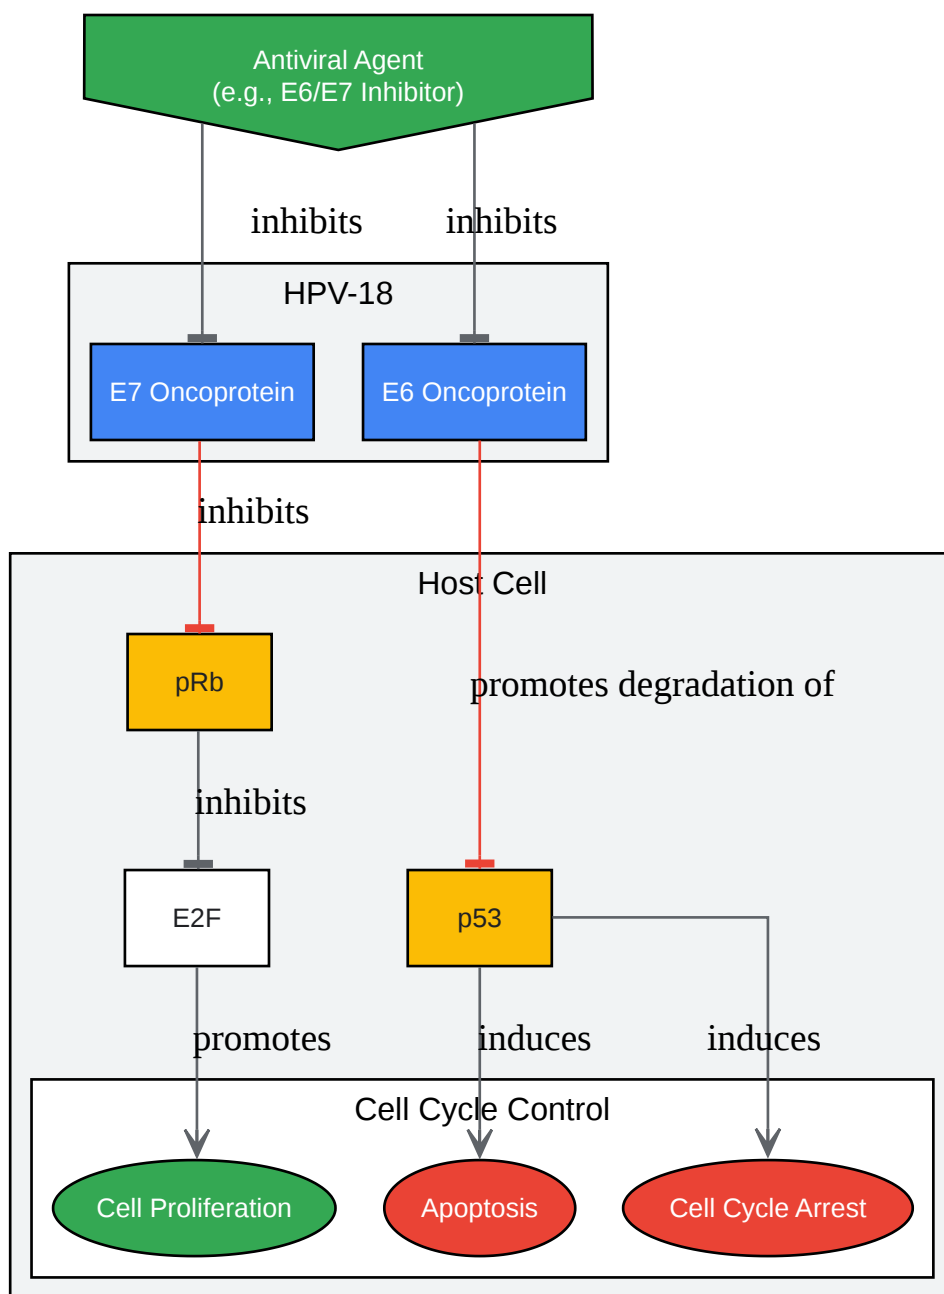 Antiviral Agent
(e.g., E6/E7 Inhibitor)
inhibits
inhibits
HPV-18
E7 Oncoprotein
E6 Oncoprotein
inhibits
Host Cell
pRb
promotes degradation of
inhibits
E2F
p53
promotes
induces
induces
Cell Cycle Control
Cell Proliferation
Apoptosis
Cell Cycle Arrest